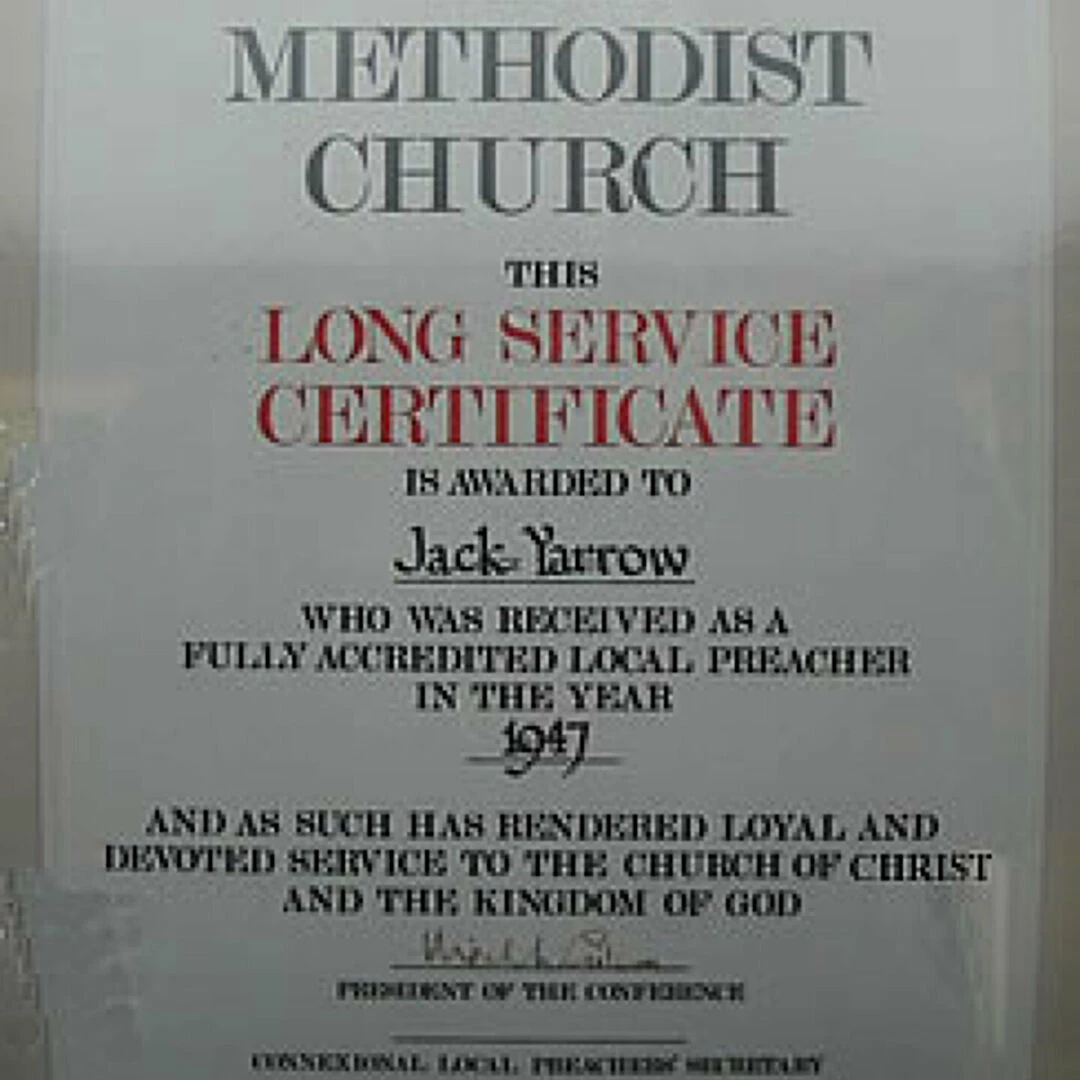 METHODIST
CHURCH
THIS
LONG SERVICE
CERTIFICATE
IS AWARDED TO
Jack Yarrow
WHO WAS RECEIVED AS A
FULLY ACCREDITED LOCAL PREACHER
IN THE YEAR
1947
AND AS SUCH HAS RENDERED LOYAL AND
DEVOTED SERVICE TO THE CHURCH OF CHRIST
AND THE KINGDOM OF GOD
PRESIDENT OF THE CONFERENCE
CONNEXIONAL LOCAL PREACHERS' SECRETARY